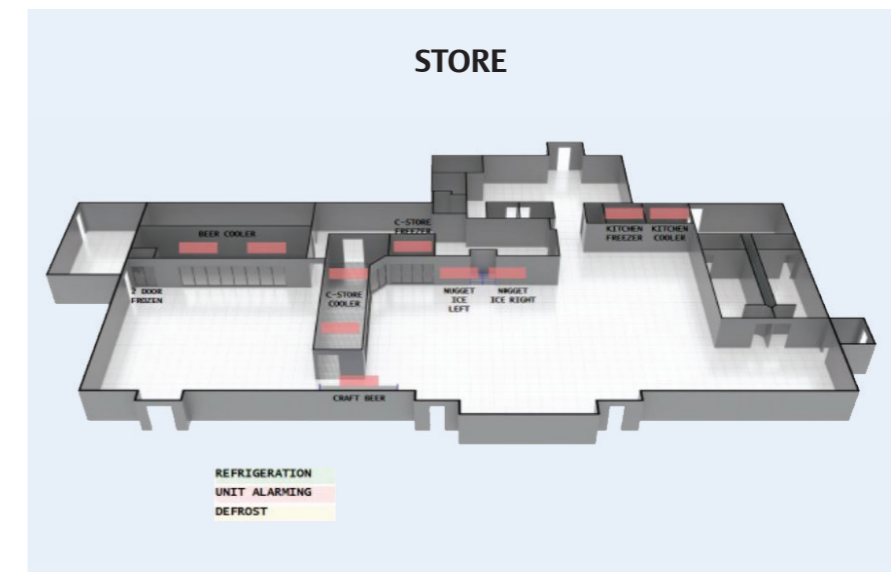 STORE
C-STORE
FREEZER
BEER COOLER
KITCHEN
FREEZER
KITCHEN
COOLER
2 DOOR
FROZEN
C-STORE
COOLER
NUGGET
ICE
LEFT
NUGGET
ICE RIGHT
CRAFT BEER
REFRIGERATION
UNIT ALARMING
DEFROST